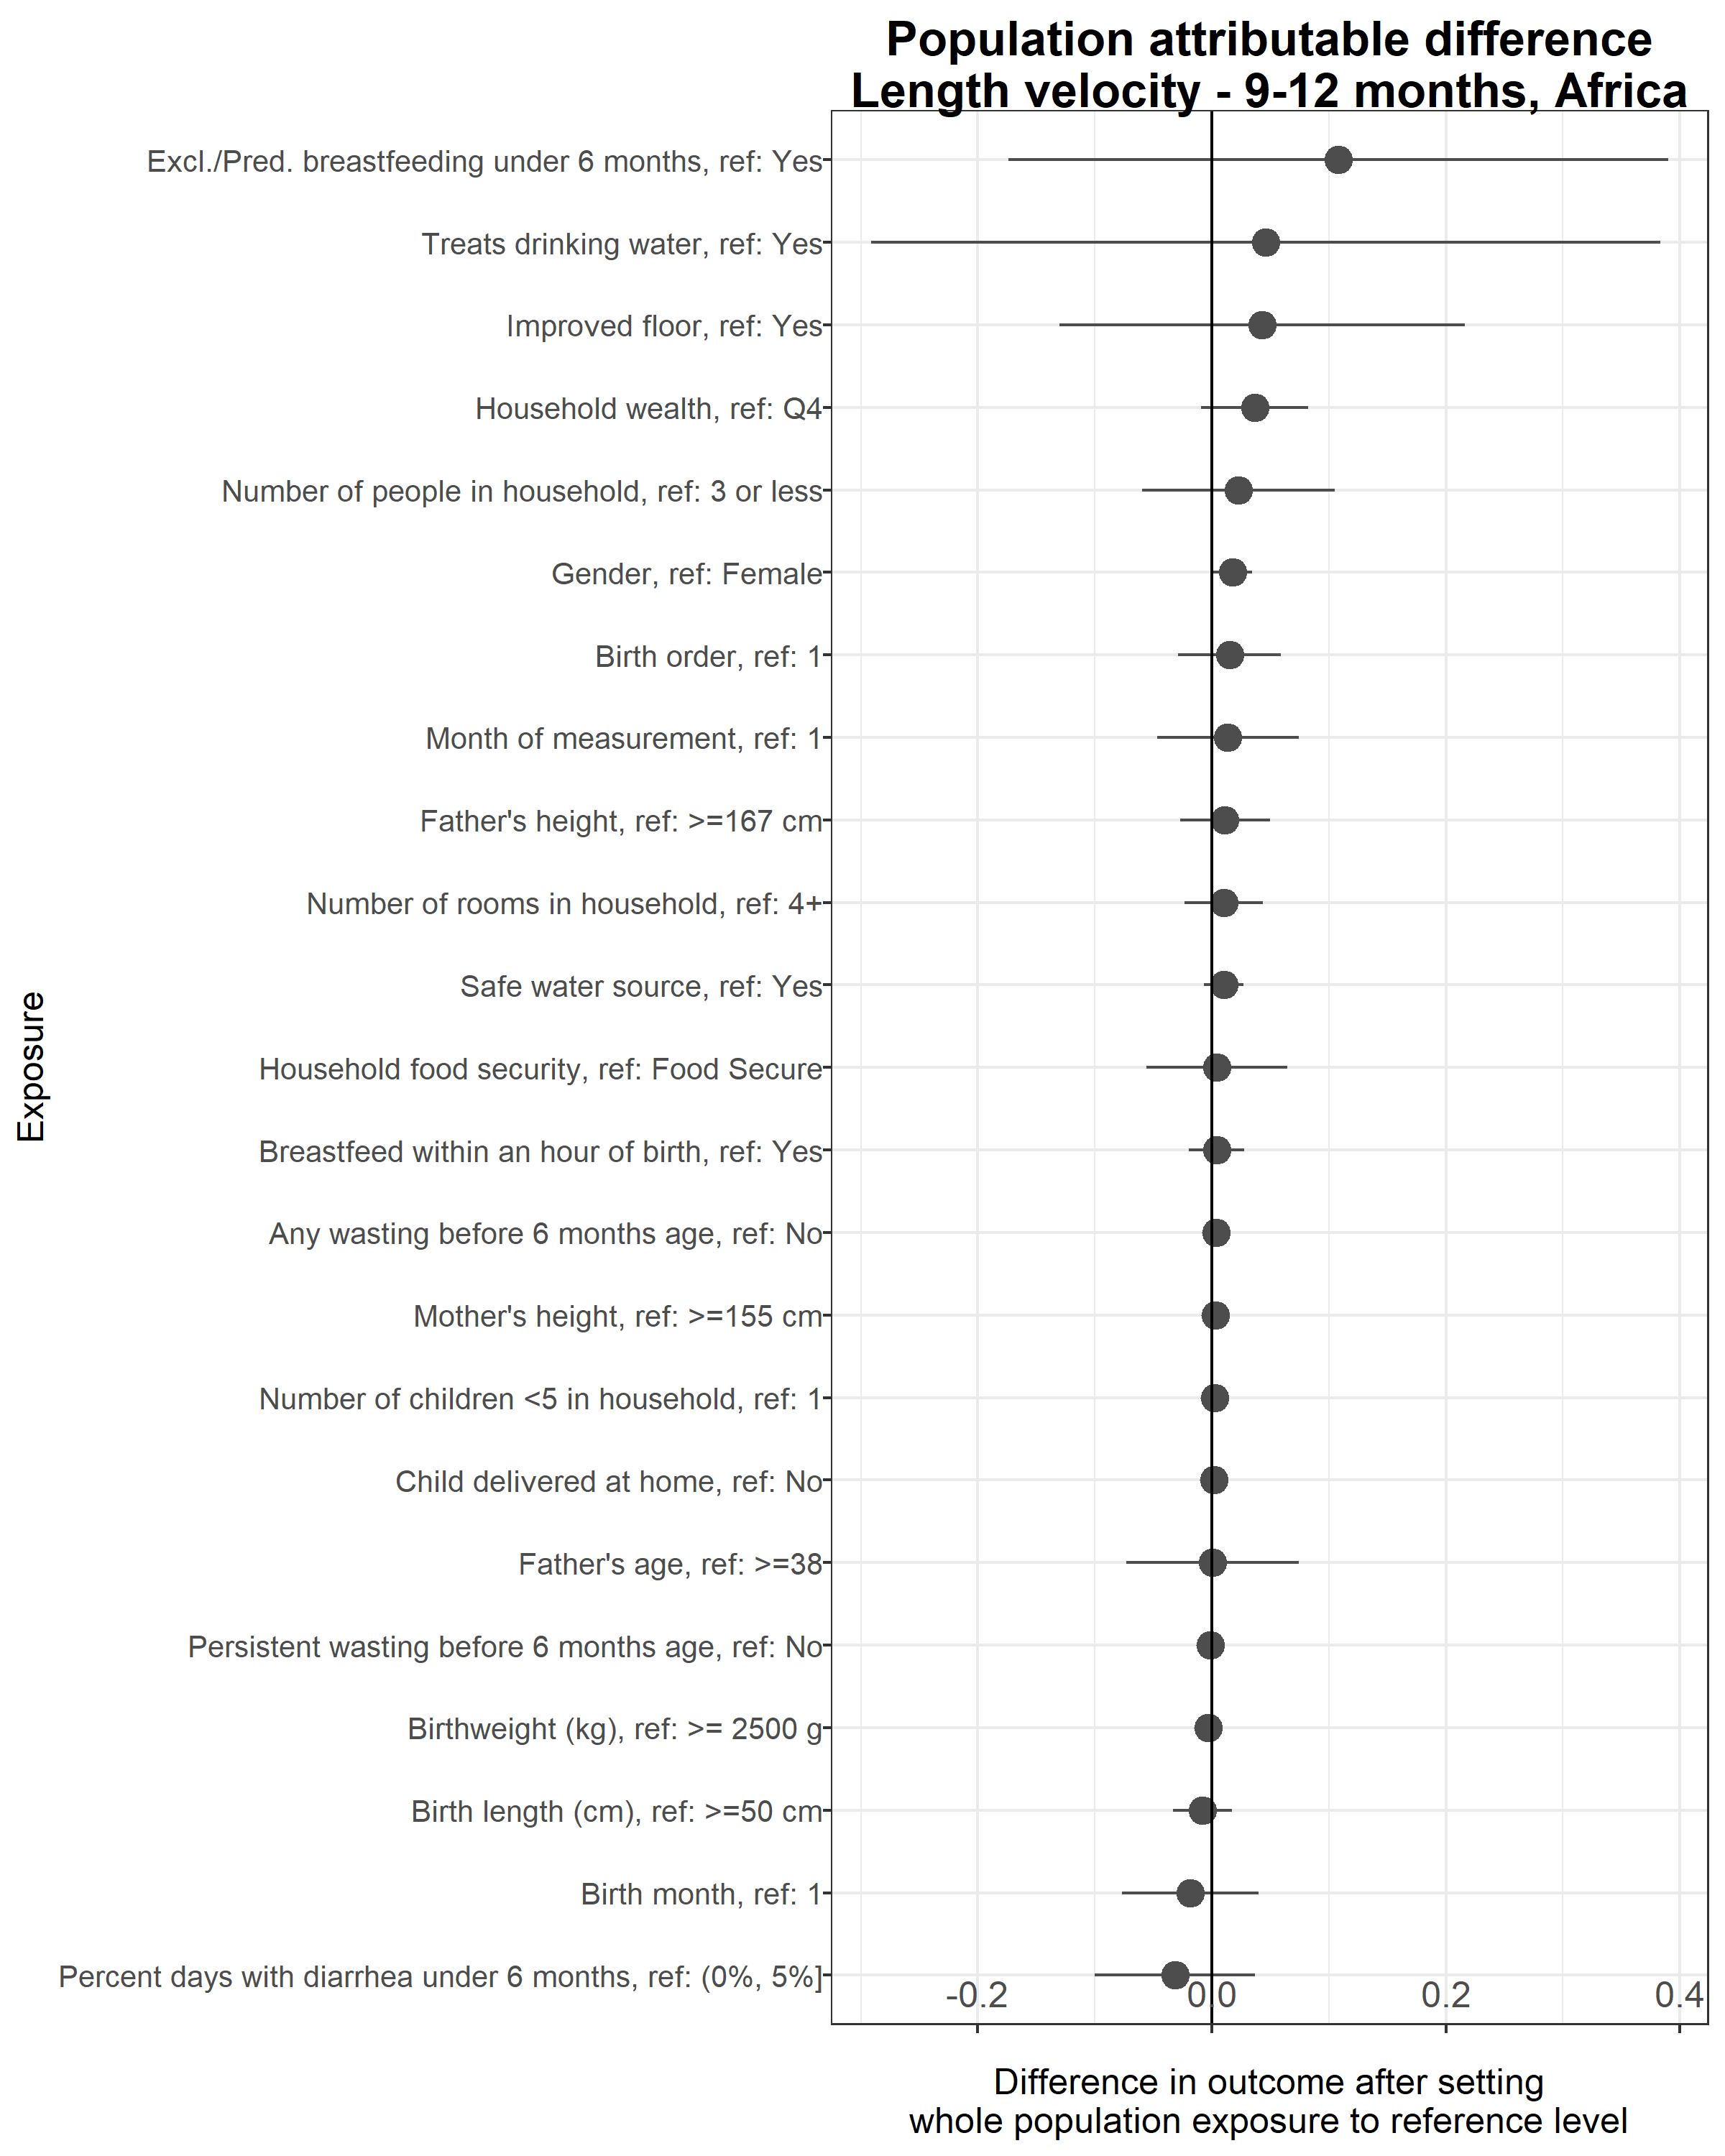 Population attributable difference
Length velocity - 9-12 months, Africa
Excl./Pred. breastfeeding under 6 months, ref: Yes
Treats drinking water, ref: Yes
Improved floor, ref: Yes
Household wealth, ref: Q4
Number of people in household, ref: 3 or less
Gender, ref: Female
Birth order, ref: 1
Month of measurement, ref: 1
Father's height, ref: >=167 cm
Number of rooms in household, ref: 4+
Safe water source, ref: Yes
Household food security, ref: Food Secure
Breastfeed within an hour of birth, ref: Yes
Any wasting before 6 months age, ref: No
Mother's height, ref: >=155 cm
Number of children <5 in household, ref: 1
Child delivered at home, ref: No
Father's age, ref: >=38
Persistent wasting before 6 months age, ref: No
Birthweight (kg), ref: >= 2500 g
Birth length (cm), ref: >=50 cm
Birth month, ref: 1
Percent days with diarrhea under 6 months, ref: (0%, 5%]
Exposure
-0.2 0.0 0.2 0.4
Difference in outcome after setting
whole population exposure to reference level